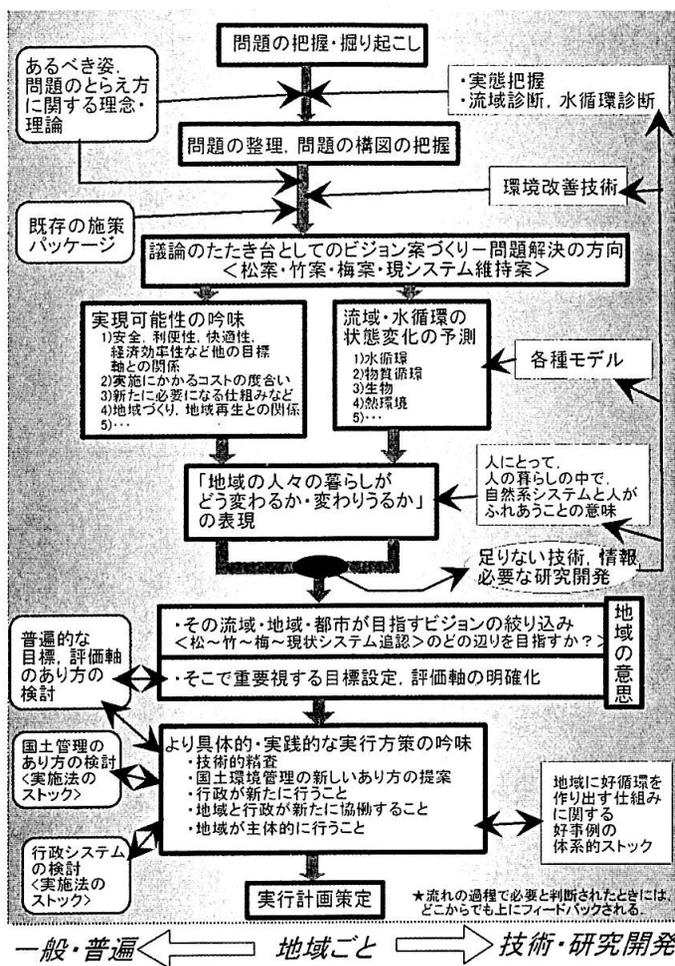 問題の把握・掘り起こし
あるべき姿,
問題のとらえ方
に関する理念・
理論
・実態把握
・流域診断, 水循環診断
問題の整理, 問題の構図の把握
環境改善技術
既存の施策
パッケージ
議論のたたき台としてのビジョン案づくり－問題解決の方向
＜松案・竹案・梅案・現システム維持案＞
実現可能性の吟味
1)安全, 利便性, 快適性,
経済効率性など他の目標
軸との関係
2)実施にかかるコストの度合い
3)新たに必要になる仕組みなど
4)地域づくり, 地域再生との関係
5)・・・
流域・水循環の
状態変化の予測
1)水循環
2)物質循環
3)生物
4)然環境
5)・・・
各種モデル
「地域の人々の暮らしが
どう変わるか・変わりうるか」
の表現
人にとって,
人の暮らしの中で,
自然系システムと人が
ふれあうことの意味
足りない技術, 情報
必要な研究開発
・その流域・地域・都市が目指すビジョンの絞り込み
＜松～竹～梅～現状システム追認＞のどの辺りを目指すか？＞
・そこで重要視する目標設定, 評価軸の明確化
地域の意思
普遍的な
目標, 評価軸
のあり方の
検討
国土管理の
あり方の検討
＜実施法の
ストック＞
行政システム
の検討
＜実施法の
ストック＞
より具体的・実践的な実行方策の吟味
・技術的精査
・国土環境管理の新しいあり方の提案
・行政が新たに行うこと
・地域と行政が新たに協働すること
・地域が主体的に行うこと
地域に好循環を
作り出す仕組み
に関する
好事例の
体系的ストック
実行計画策定
★流れの過程で必要と判断されたときには,
どこからでも上にフィードバックされる.
一般・普遍
地域ごと
技術・研究開発